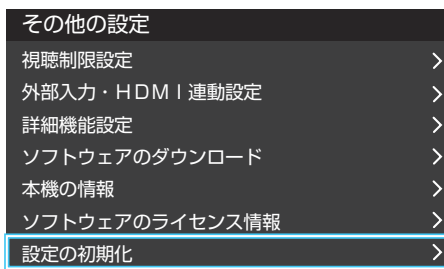 その他の設定
視聴制限設定
外部入力・ＨＤＭＩ連動設定
詳細機能設定
ソフトウェアのダウンロード
本機の情報
ソフトウェアのライセンス情報
設定の初期化